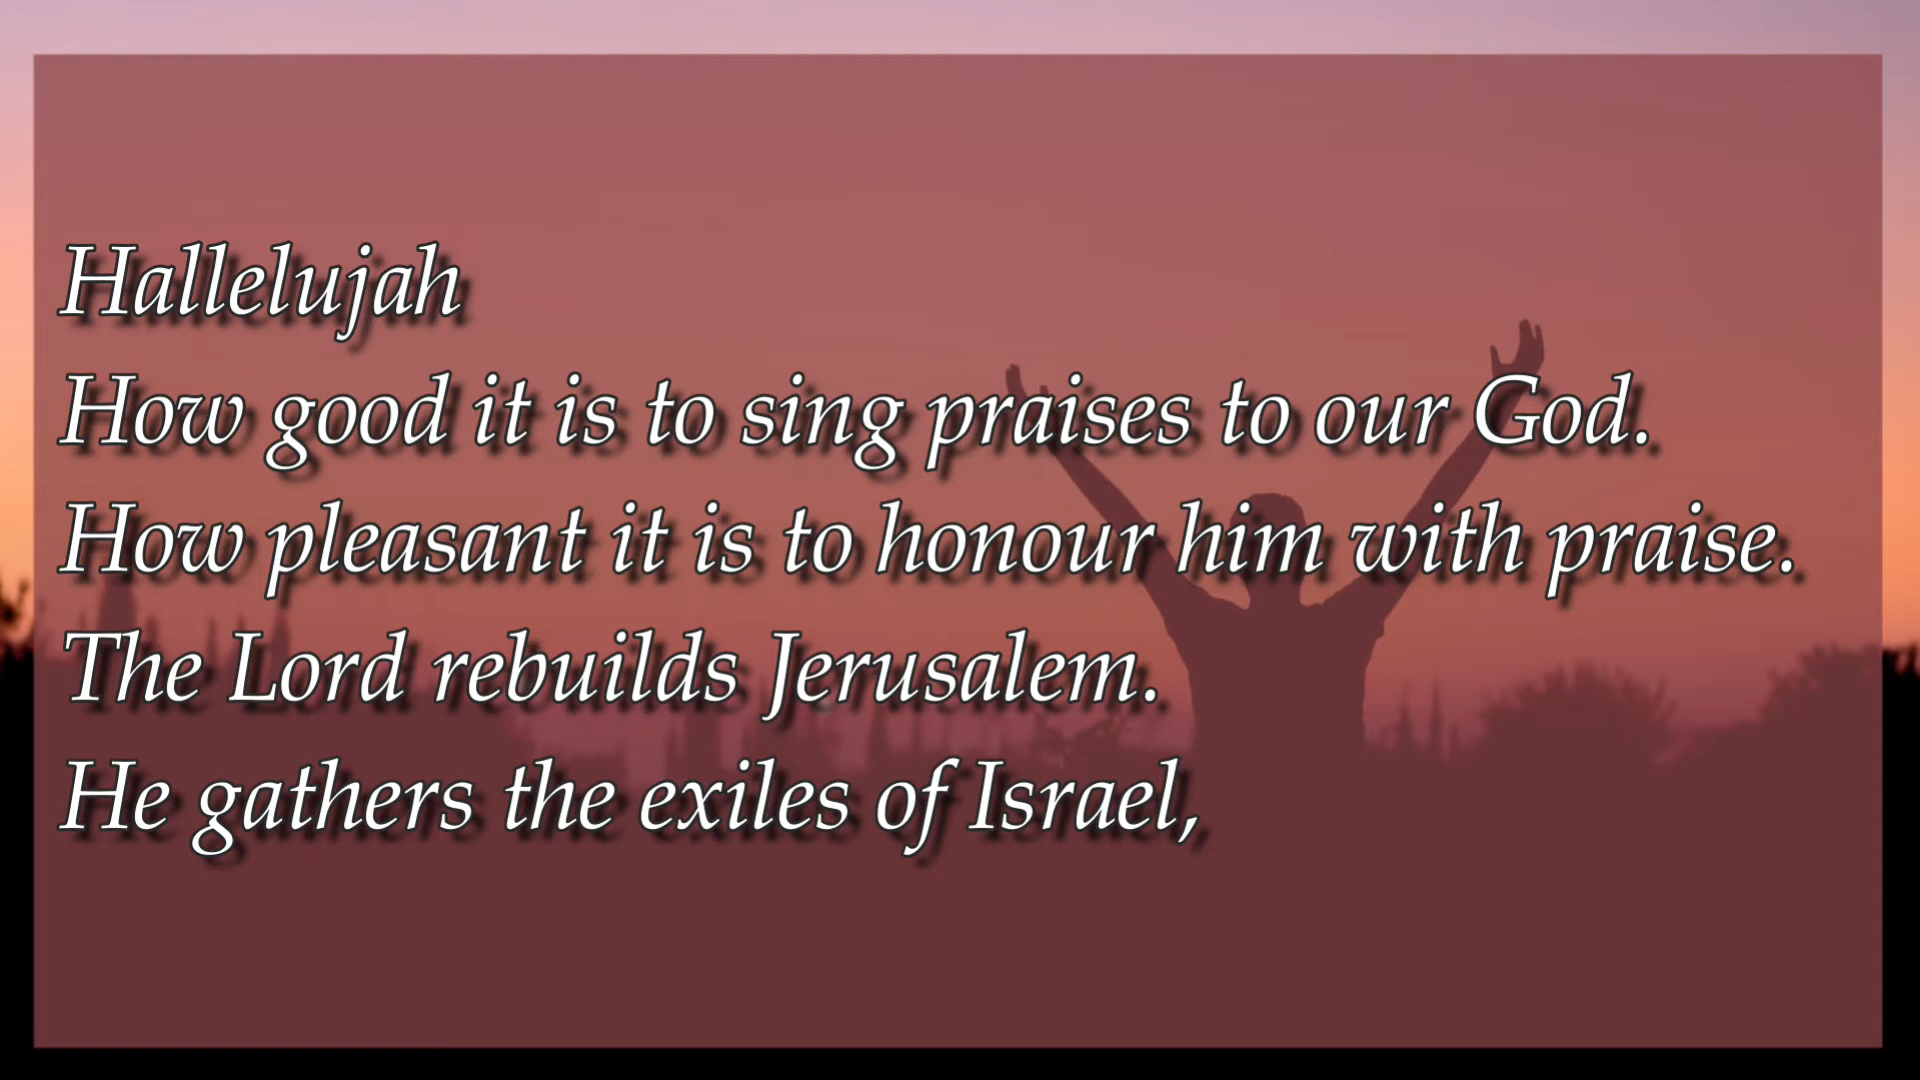 Hallelujah
How good it is to sing praises to our God.
How pleasant it is to honour him with praise.
The Lord rebuilds Jerusalem.
He gathers the exiles of Israel,